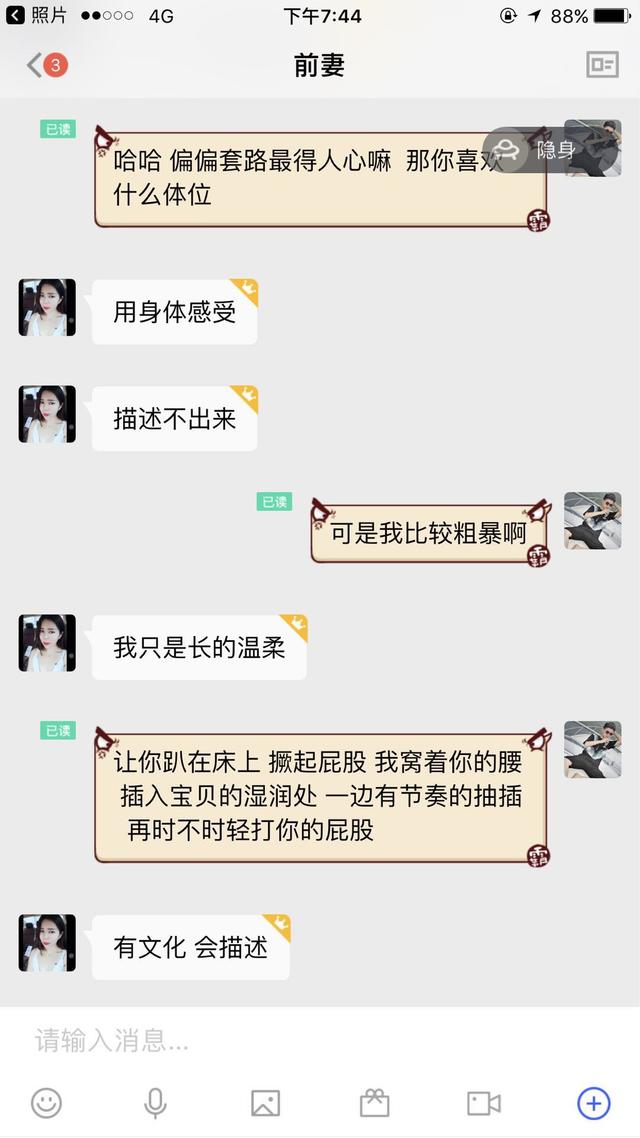 照片 4G 下午7:44 88%
3 前妻
已读
哈哈 偏偏套路最得人心嘛 那你喜欢
隐身
什么体位
霸
用身体感受
描述不出来
已读
可是我比较粗暴啊
霸
我只是长的温柔
已读
让你趴在床上 撅起屁股 我窝着你的腰
插入宝贝的湿润处 一边有节奏的抽插
再时不时轻打你的屁股
霸
有文化 会描述
请输入消息...